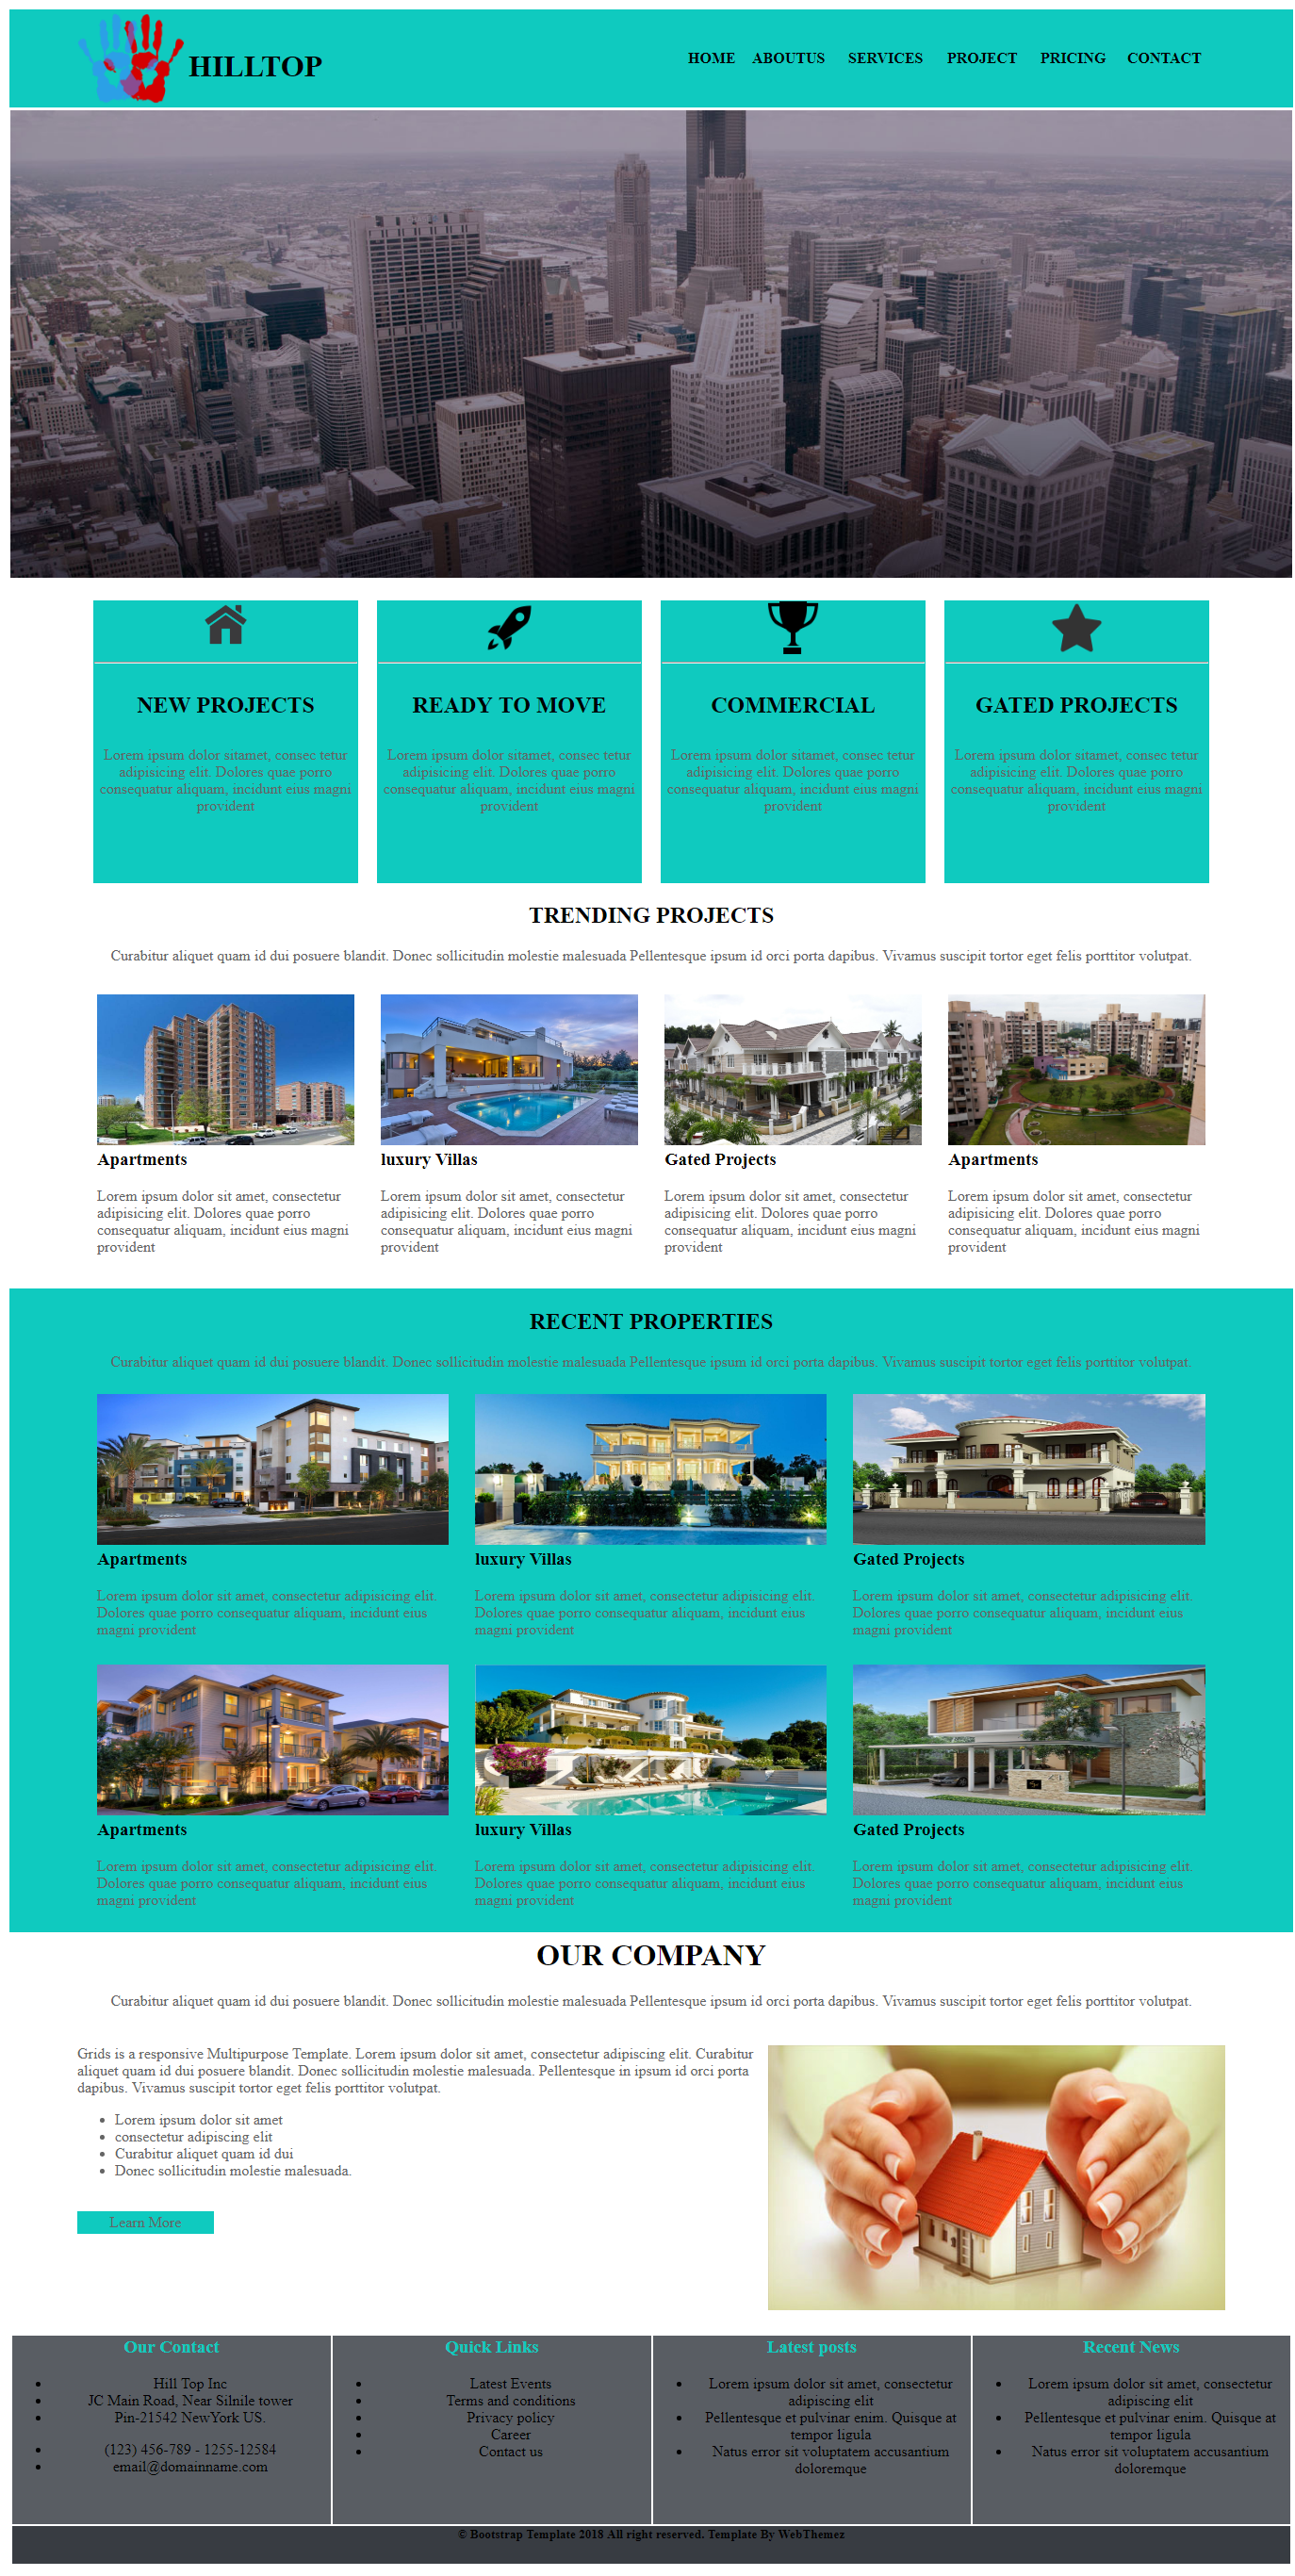 HILLTOP
HOME ABOUTUS SERVICES PROJECT PRICING CONTACT
NEW PROJECTS
Lorem ipsum dolor sitamet, consec tetur
adipisicing elit. Dolores quae porro
consequatur aliquam, incidunt eius magni
provident
READY TO MOVE
Lorem ipsum dolor sitamet, consec tetur
adipisicing elit. Dolores quae porro
consequatur aliquam, incidunt eius magni
provident
COMMERCIAL
Lorem ipsum dolor sitamet, consec tetur
adipisicing elit. Dolores quae porro
consequatur aliquam, incidunt eius magni
provident
GATED PROJECTS
Lorem ipsum dolor sitamet, consec tetur
adipisicing elit. Dolores quae porro
consequatur aliquam, incidunt eius magni
provident
TRENDING PROJECTS
Curabitur aliquet quam id dui posuere blandit. Donec sollicitudin molestie malesuada Pellentesque ipsum id orci porta dapibus. Vivamus suscipit tortor eget felis porttitor volutpat.
Apartments
Lorem ipsum dolor sit amet, consectetur
adipisicing elit. Dolores quae porro
consequatur aliquam, incidunt eius magni
provident
luxury Villas
Lorem ipsum dolor sit amet, consectetur
adipisicing elit. Dolores quae porro
consequatur aliquam, incidunt eius magni
provident
Gated Projects
Lorem ipsum dolor sit amet, consectetur
adipisicing elit. Dolores quae porro
consequatur aliquam, incidunt eius magni
provident
Apartments
Lorem ipsum dolor sit amet, consectetur
adipisicing elit. Dolores quae porro
consequatur aliquam, incidunt eius magni
provident
RECENT PROPERTIES
Curabitur aliquet quam id dui posuere blandit. Donec sollicitudin molestie malesuada Pellentesque ipsum id orci porta dapibus. Vivamus suscipit tortor eget felis porttitor volutpat.
Apartments
Lorem ipsum dolor sit amet, consectetur adipisicing elit.
Dolores quae porro consequatur aliquam, incidunt eius
magni provident
luxury Villas
Lorem ipsum dolor sit amet, consectetur adipisicing elit.
Dolores quae porro consequatur aliquam, incidunt eius
magni provident
Gated Projects
Lorem ipsum dolor sit amet, consectetur adipisicing elit.
Dolores quae porro consequatur aliquam, incidunt eius
magni provident
Apartments
Lorem ipsum dolor sit amet, consectetur adipisicing elit.
Dolores quae porro consequatur aliquam, incidunt eius
magni provident
luxury Villas
Lorem ipsum dolor sit amet, consectetur adipisicing elit.
Dolores quae porro consequatur aliquam, incidunt eius
magni provident
Gated Projects
Lorem ipsum dolor sit amet, consectetur adipisicing elit.
Dolores quae porro consequatur aliquam, incidunt eius
magni provident
OUR COMPANY
Curabitur aliquet quam id dui posuere blandit. Donec sollicitudin molestie malesuada Pellentesque ipsum id orci porta dapibus. Vivamus suscipit tortor eget felis porttitor volutpat.
Grids is a responsive Multipurpose Template. Lorem ipsum dolor sit amet, consectetur adipiscing elit. Curabitur
aliquet quam id dui posuere blandit. Donec sollicitudin molestie malesuada. Pellentesque in ipsum id orci porta
dapibus. Vivamus suscipit tortor eget felis porttitor volutpat.
• Lorem ipsum dolor sit amet
• consectetur adipiscing elit
• Curabitur aliquet quam id dui
• Donec sollicitudin molestie malesuada.
Learn More
Our Contact
• Hill Top Inc
• JC Main Road, Near Silnile tower
• Pin-21542 NewYork US.
• (123) 456-789 - 1255-12584
• email@domainname.com
Quick Links
• Latest Events
• Terms and conditions
• Privacy policy
• Career
• Contact us
Latest posts
• Lorem ipsum dolor sit amet, consectetur
adipiscing elit
• Pellentesque et pulvinar enim. Quisque at
tempor ligula
• Natus error sit voluptatem accusantium
doloremque
Recent News
• Lorem ipsum dolor sit amet, consectetur
adipiscing elit
• Pellentesque et pulvinar enim. Quisque at
tempor ligula
• Natus error sit voluptatem accusantium
doloremque
© Bootstrap Template 2018 All right reserved. Template By WebThemez